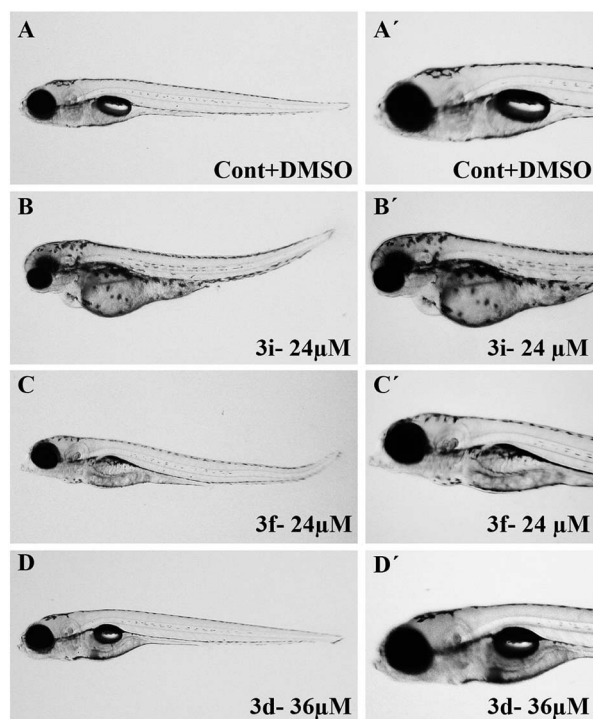 A
Cont+DMSO
A´
Cont+DMSO
B
3i- 24µM
B´
3i- 24 µM
C
3f- 24µM
C´
3f- 24 µM
D
3d- 36µM
D´
3d- 36µM